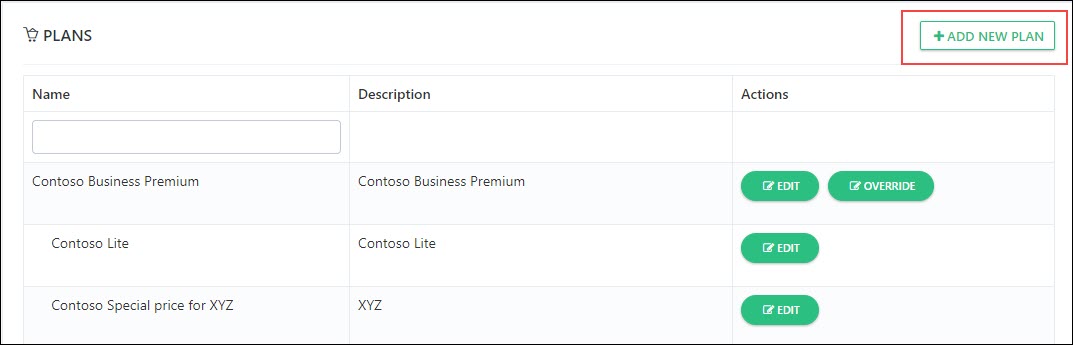 PLANS
ADD NEW PLAN
Name Description Actions
Contoso Business Premium Contoso Business Premium EDIT OVERRIDE
Contoso Lite Contoso Lite EDIT
Contoso Special price for XYZ XYZ EDIT